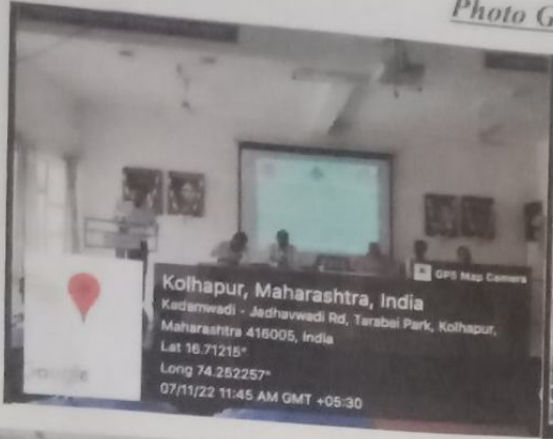 Photo G
GPS Map Camera
Kolhapur, Maharashtra, India
Kadamwadi - Jadhavwadi Rd, Tarabai Park, Kolhapur,
Maharashtra 416005, India
Lat 16.71215°
Long 74.252257°
07/11/22 11:45 AM GMT +05:30
Google